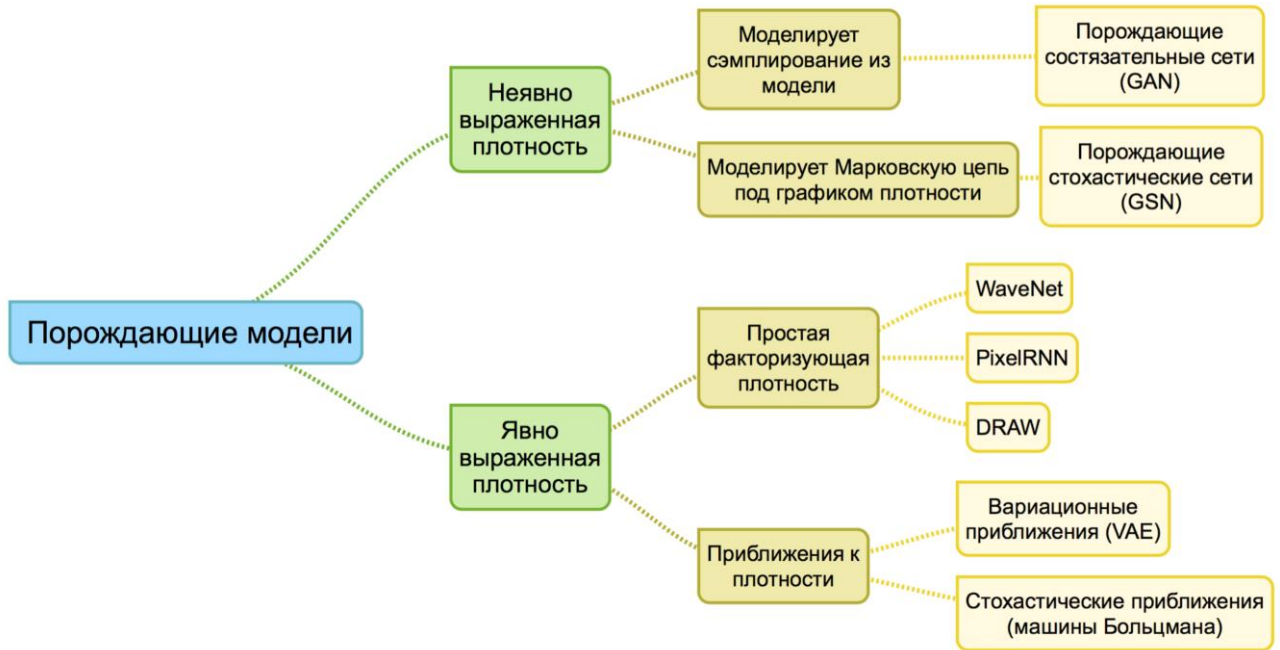 Порождающие модели
Неявно
выраженная
плотность
Моделирует
сэмплирование из
модели
Порождающие
состязательные сети
(GAN)
Моделирует Марковскую цепь
под графиком плотности
Порождающие
стохастические сети
(GSN)
Явно
выраженная
плотность
Простая
факторизующая
плотность
WaveNet
PixelRNN
DRAW
Приближения к
плотности
Вариационные
приближения (VAE)
Стохастические приближения
(машины Больцмана)